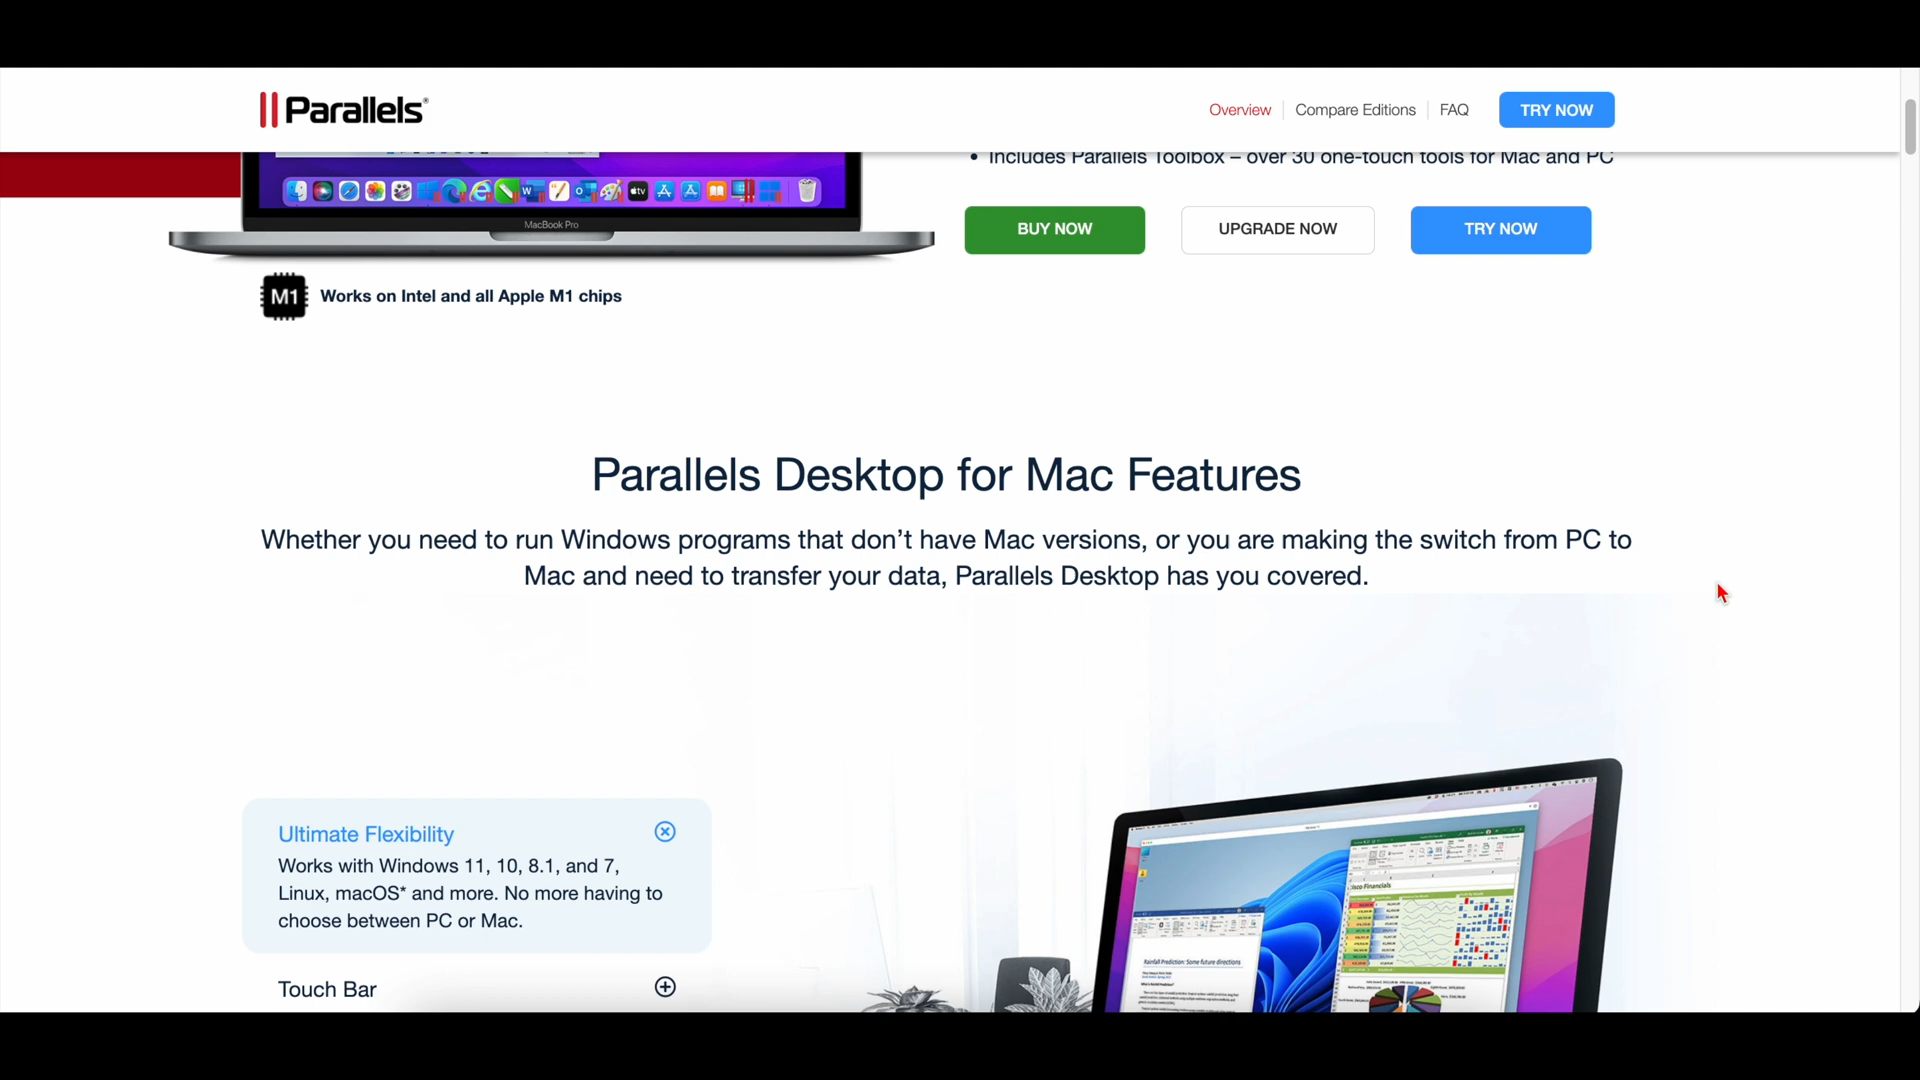 Parallels®
Overview
Compare Editions
FAQ
TRY NOW
• Includes Parallels Toolbox – over 30 one-touch tools for Mac and PC
MacBook Pro
BUY NOW
UPGRADE NOW
TRY NOW
M1
Works on Intel and all Apple M1 chips
Parallels Desktop for Mac Features
Whether you need to run Windows programs that don’t have Mac versions, or you are making the switch from PC to
Mac and need to transfer your data, Parallels Desktop has you covered.
Ultimate Flexibility
Works with Windows 11, 10, 8.1, and 7,
Linux, macOS* and more. No more having to
choose between PC or Mac.
Touch Bar
Rainfall Prediction: Some future directions